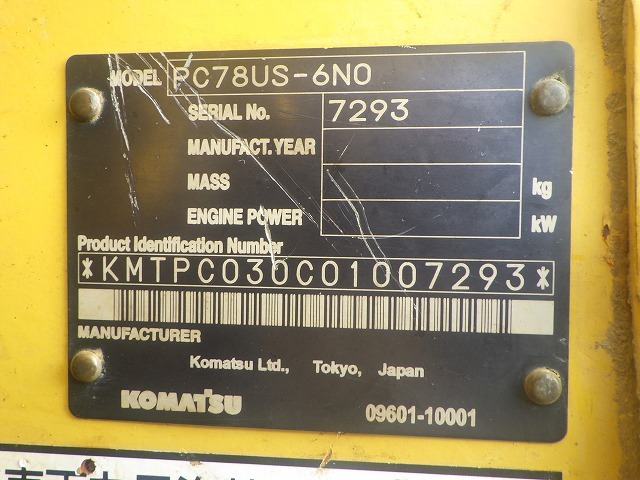 MODEL PC78US-6N0
SERIAL No. 7293
MANUFACT.YEAR
MASS kg
ENGINE POWER kW
Product Identification Number
*KMTPC030C01007293*
MANUFACTURER
Komatsu Ltd., Tokyo, Japan
KOMATSU 09601-10001